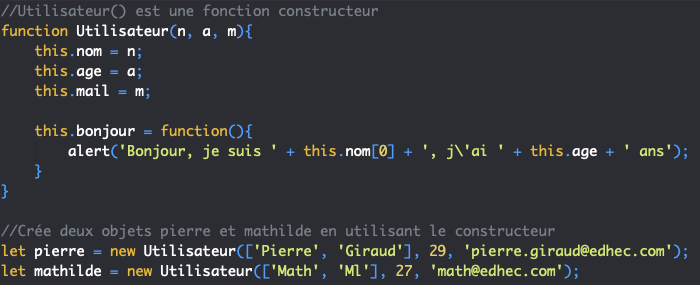 //Utilisateur() est une fonction constructeur
function Utilisateur(n, a, m){
    this.nom = n;
    this.age = a;
    this.mail = m;

    this.bonjour = function(){
        alert('Bonjour, je suis ' + this.nom[0] + ', j\'ai ' + this.age + ' ans');
    }
}

//Crée deux objets pierre et mathilde en utilisant le constructeur
let pierre = new Utilisateur(['Pierre', 'Giraud'], 29, 'pierre.giraud@edhec.com');
let mathilde = new Utilisateur(['Math', 'Ml'], 27, 'math@edhec.com');